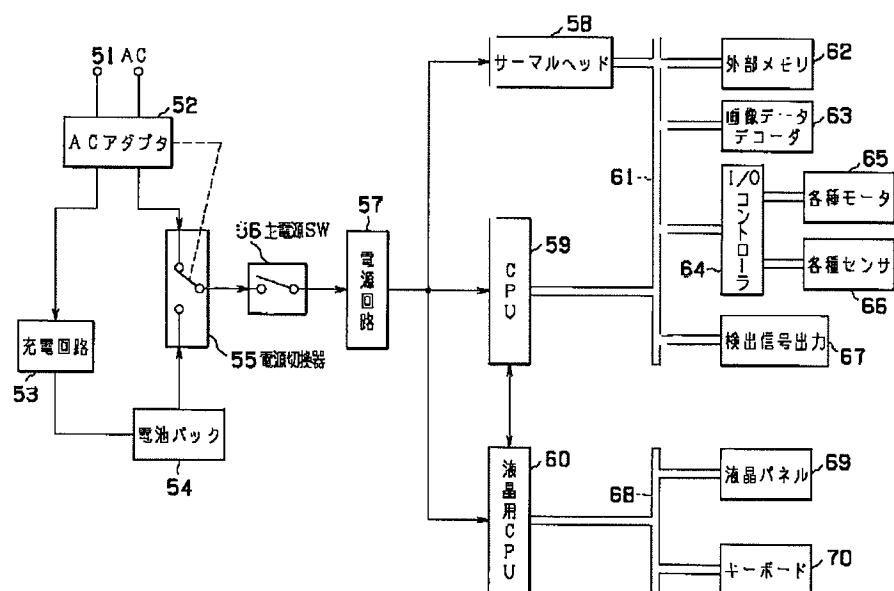 51 AC
52
ACアダプタ
充電回路
53
電池パック
54
55 電源切換器
56 主電源SW
57
電源回路
58
サーマルヘッド
59
CPU
60
液晶用CPU
61
外部メモリ
62
画像データ
デコーダ
63
I/O
コントローラ
64
各種モータ
65
各種センサ
66
検出信号出力
67
68
液晶パネル
69
キーボード
70